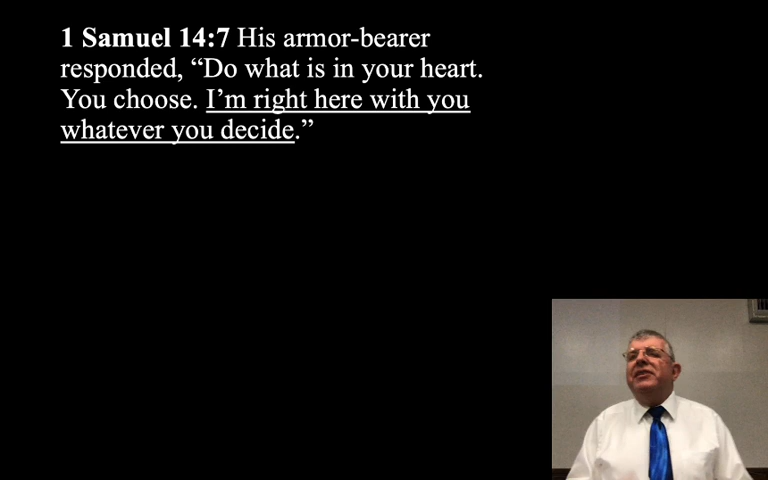 1 Samuel 14:7 His armor-bearer
responded, “Do what is in your heart.
You choose. I’m right here with you
whatever you decide.”